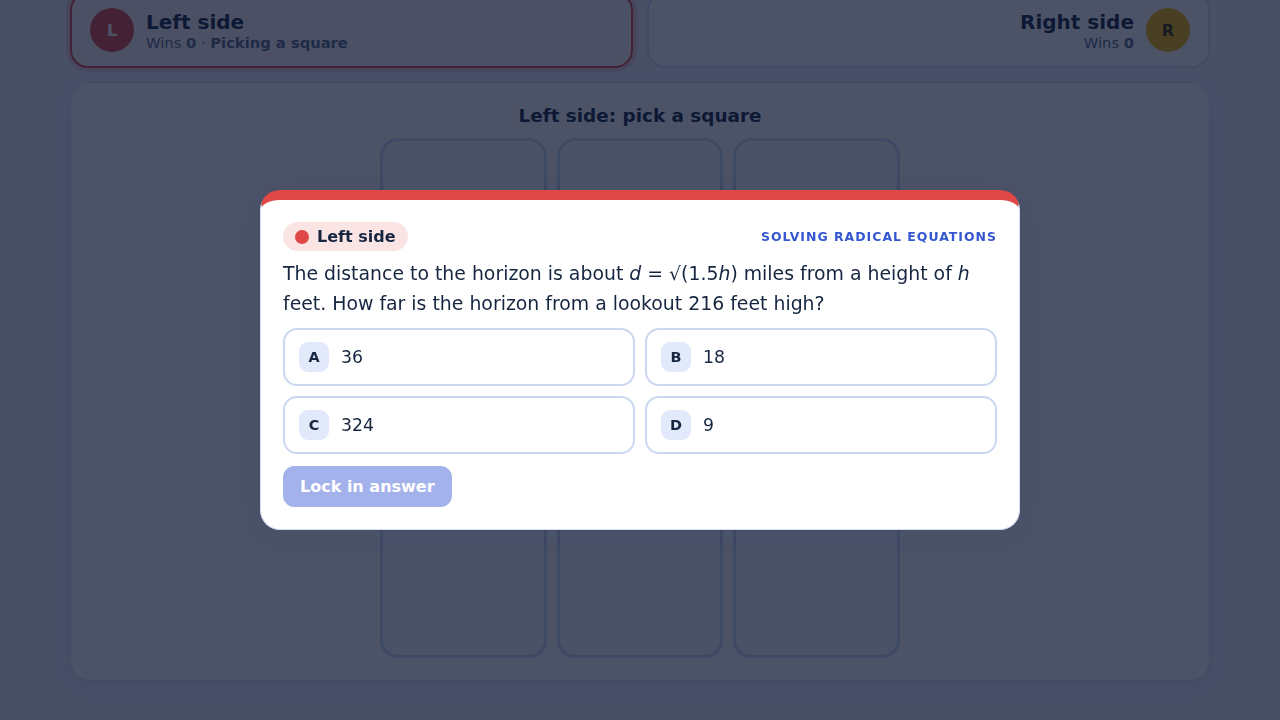 L
Left side
Wins 0 · Picking a square
Right side
Wins 0
R
Left side: pick a square
Left side
SOLVING RADICAL EQUATIONS
The distance to the horizon is about d = √(1.5h) miles from a height of h
feet. How far is the horizon from a lookout 216 feet high?
A 36
B 18
C 324
D 9
Lock in answer